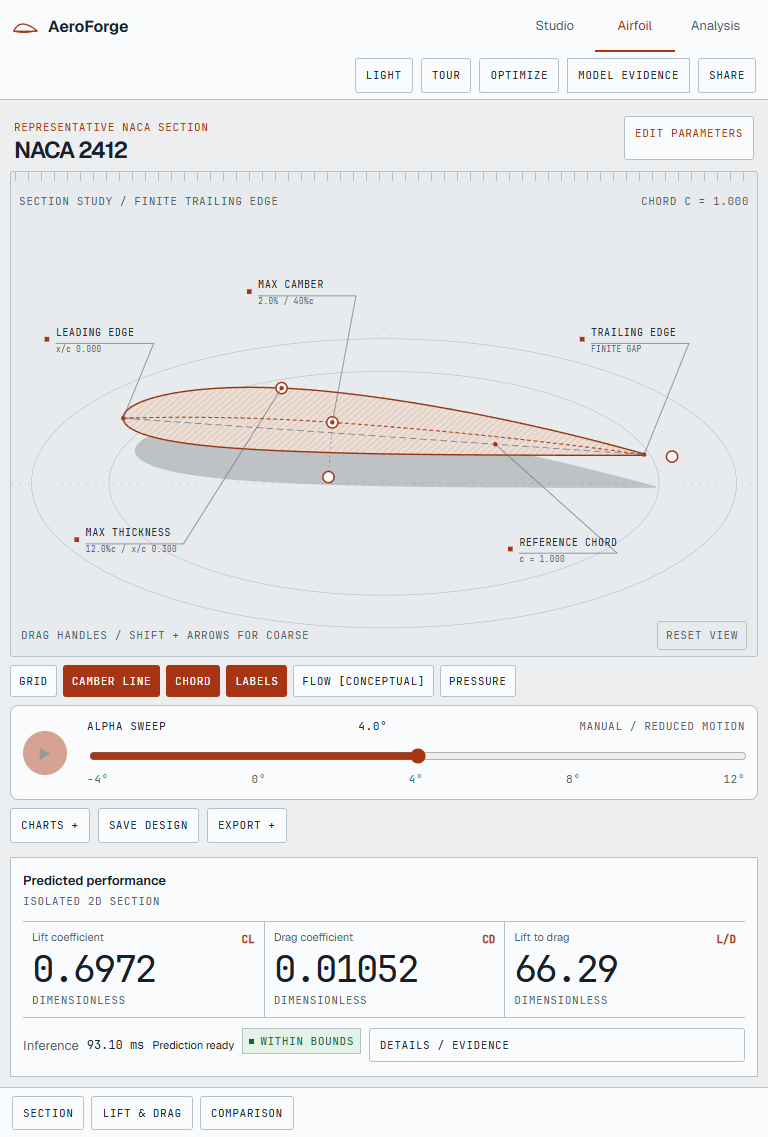 AeroForge
Studio Airfoil Analysis
LIGHT TOUR OPTIMIZE MODEL EVIDENCE SHARE
REPRESENTATIVE NACA SECTION
NACA 2412
EDIT PARAMETERS
SECTION STUDY / FINITE TRAILING EDGE CHORD C = 1.000
MAX CAMBER
2.0% / 40%c
LEADING EDGE
x/c 0.000
TRAILING EDGE
FINITE GAP
MAX THICKNESS
12.0%c / x/c 0.300
REFERENCE CHORD
c = 1.000
DRAG HANDLES / SHIFT + ARROWS FOR COARSE RESET VIEW
GRID CAMBER LINE CHORD LABELS FLOW [CONCEPTUAL] PRESSURE
ALPHA SWEEP 4.0° MANUAL / REDUCED MOTION
-4° 0° 4° 8° 12°
CHARTS + SAVE DESIGN EXPORT +
Predicted performance
ISOLATED 2D SECTION
Lift coefficient CL Drag coefficient CD Lift to drag L/D
0.6972 0.01052 66.29
DIMENSIONLESS DIMENSIONLESS DIMENSIONLESS
Inference 93.10 ms Prediction ready WITHIN BOUNDS DETAILS / EVIDENCE
SECTION LIFT & DRAG COMPARISON